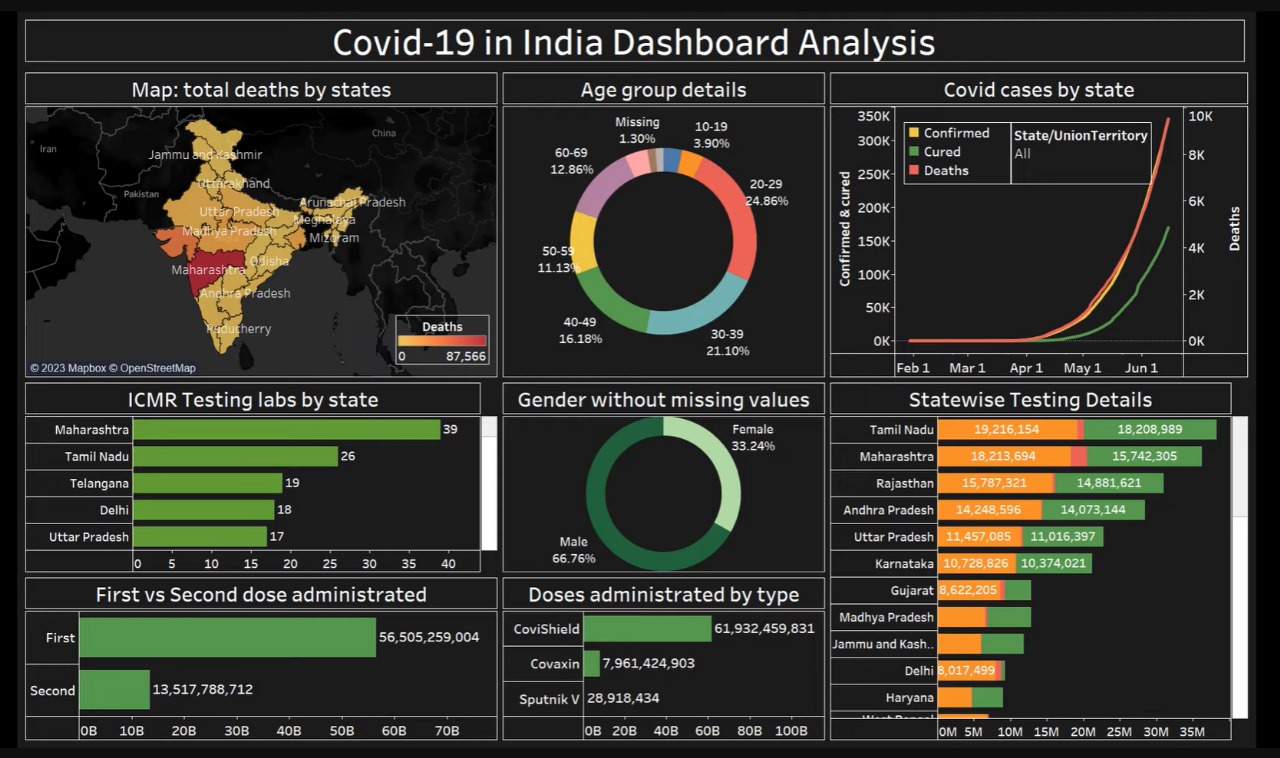 Covid-19 in India Dashboard Analysis
Map: total deaths by states
Iran
China
Pakistan
Jammu and Kashmir
Uttarakhand
Uttar Pradesh
Arunachal Pradesh
Meghalaya
Madhya Pradesh
Mizoram
Odisha
Maharashtra
Andhra Pradesh
Puducherry
Deaths
0 87,566
© 2023 Mapbox © OpenStreetMap
Age group details
Missing
1.30%
10-19
3.90%
60-69
12.86%
20-29
24.86%
50-59
11.13%
40-49
16.18%
30-39
21.10%
Covid cases by state
350K
300K
250K
200K
150K
100K
50K
0K
Confirmed & cured
Confirmed
Cured
Deaths
State/UnionTerritory
All
10K
8K
6K
4K
2K
0K
Deaths
Feb 1 Mar 1 Apr 1 May 1 Jun 1
ICMR Testing labs by state
Maharashtra 39
Tamil Nadu 26
Telangana 19
Delhi 18
Uttar Pradesh 17
0 5 10 15 20 25 30 35 40
Gender without missing values
Female
33.24%
Male
66.76%
Statewise Testing Details
Tamil Nadu 19,216,154 18,208,989
Maharashtra 18,213,694 15,742,305
Rajasthan 15,787,321 14,881,621
Andhra Pradesh 14,248,596 14,073,144
Uttar Pradesh 11,457,085 11,016,397
Karnataka 10,728,826 10,374,021
Gujarat 8,622,205
Madhya Pradesh
Jammu and Kash..
Delhi 8,017,499
Haryana
West Bengal
0M 5M 10M 15M 20M 25M 30M 35M
First vs Second dose administrated
First 56,505,259,004
Second 13,517,788,712
0B 10B 20B 30B 40B 50B 60B 70B
Doses administrated by type
CoviShield 61,932,459,831
Covaxin 7,961,424,903
Sputnik V 28,918,434
0B 20B 40B 60B 80B 100B